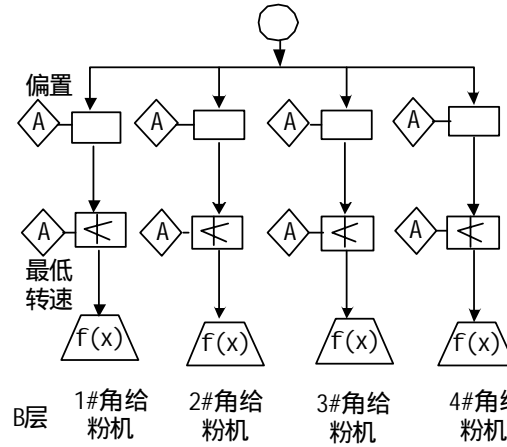 偏置
A A A A
A < A < A < A <
最低
转速
f(x) f(x) f(x) f(x)
B层 1#角给 2#角给 3#角给 4#角给
粉机 粉机 粉机 粉机